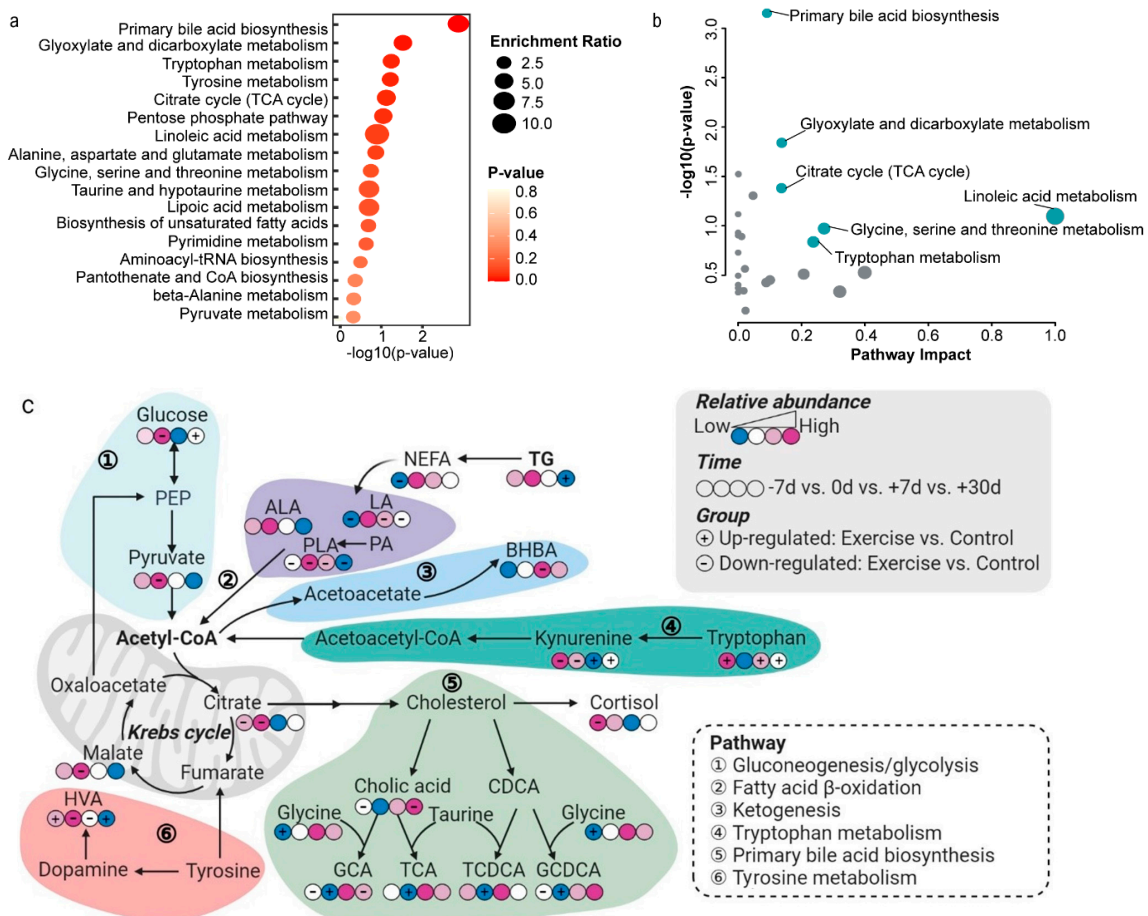 a
Primary bile acid biosynthesis
Glyoxylate and dicarboxylate metabolism
Tryptophan metabolism
Tyrosine metabolism
Citrate cycle (TCA cycle)
Pentose phosphate pathway
Linoleic acid metabolism
Alanine, aspartate and glutamate metabolism
Glycine, serine and threonine metabolism
Taurine and hypotaurine metabolism
Lipoic acid metabolism
Biosynthesis of unsaturated fatty acids
Pyrimidine metabolism
Aminoacyl-tRNA biosynthesis
Pantothenate and CoA biosynthesis
beta-Alanine metabolism
Pyruvate metabolism
0 1 2
-log10(p-value)
Enrichment Ratio
2.5
5.0
7.5
10.0
P-value
0.8
0.6
0.4
0.2
0.0
b
-log10(p-value)
3.0
2.5
2.0
1.5
1.0
0.5
Primary bile acid biosynthesis
Glyoxylate and dicarboxylate metabolism
Citrate cycle (TCA cycle)
Linoleic acid metabolism
Glycine, serine and threonine metabolism
Tryptophan metabolism
0.0 0.2 0.4 0.6 0.8 1.0
Pathway Impact
c
Glucose
- +
①
PEP
Pyruvate
-
②
NEFA
-
TG
+
ALA
LA
- - -
PLA
- - - -
PA
③
BHBA
-
Acetoacetate
Acetyl-CoA
Acetoacetyl-CoA
Kynurenine
- - + +
④
Tryptophan
+ + +
Oxaloacetate
Citrate
- -
Krebs cycle
Malate
-
Fumarate
⑤
Cholesterol
Cortisol
-
Cholic acid
- -
CDCA
Glycine
+
Taurine
Glycine
+
GCA
- + -
TCA
+
TCDCA
+
GCDCA
- +
HVA
+ - - +
⑥
Dopamine
Tyrosine
Relative abundance
Low High
Time
-7d vs. 0d vs. +7d vs. +30d
Group
+ Up-regulated: Exercise vs. Control
- Down-regulated: Exercise vs. Control
Pathway
① Gluconeogenesis/glycolysis
② Fatty acid β-oxidation
③ Ketogenesis
④ Tryptophan metabolism
⑤ Primary bile acid biosynthesis
⑥ Tyrosine metabolism